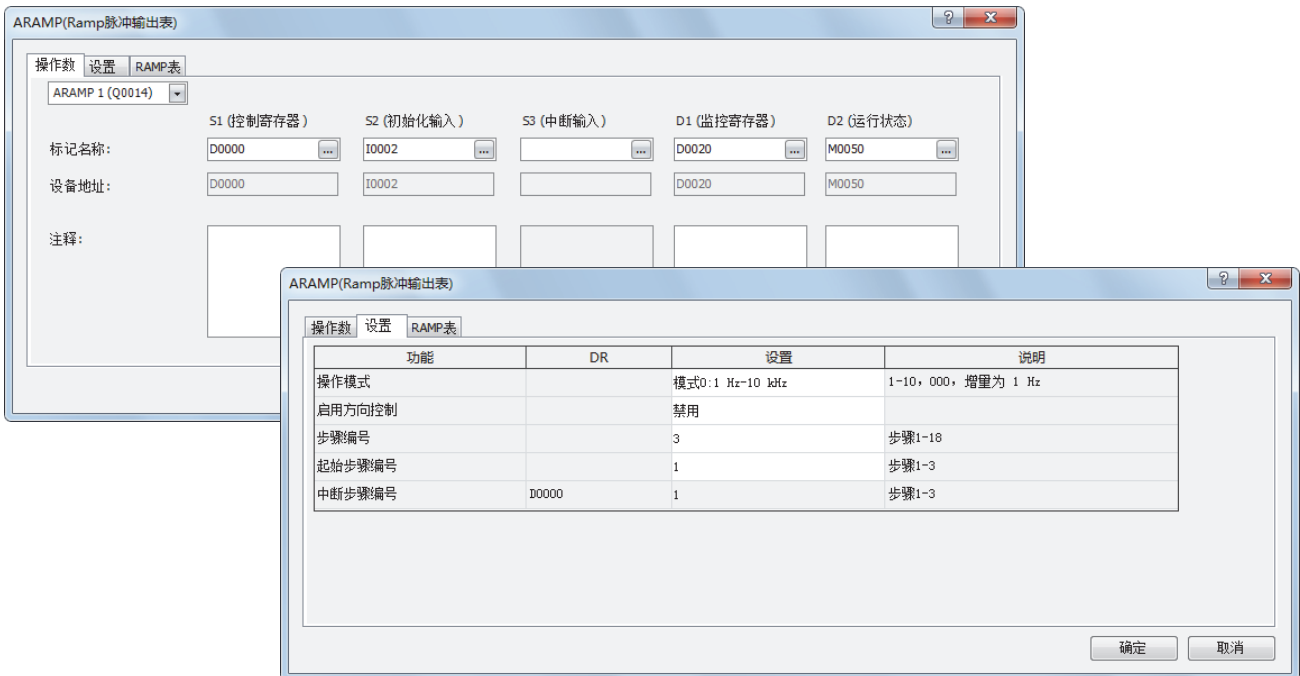 ARAMP(Ramp脉冲输出表)
操作数 设置 RAMP表
ARAMP 1 (Q0014)
S1 (控制寄存器) S2 (初始化输入) S3 (中断输入) D1 (监控寄存器) D2 (运行状态)
标记名称: D0000 ... I0002 ... ... D0020 ... M0050 ...
设备地址: D0000 I0002 D0020 M0050
注释:
ARAMP(Ramp脉冲输出表)
操作数 设置 RAMP表
功能 DR 设置 说明
操作模式 模式0:1 Hz-10 kHz 1-10, 000, 增量为 1 Hz
启用方向控制 禁用
步骤编号 3 步骤1-18
起始步骤编号 1 步骤1-3
中断步骤编号 D0000 1 步骤1-3
确定 取消